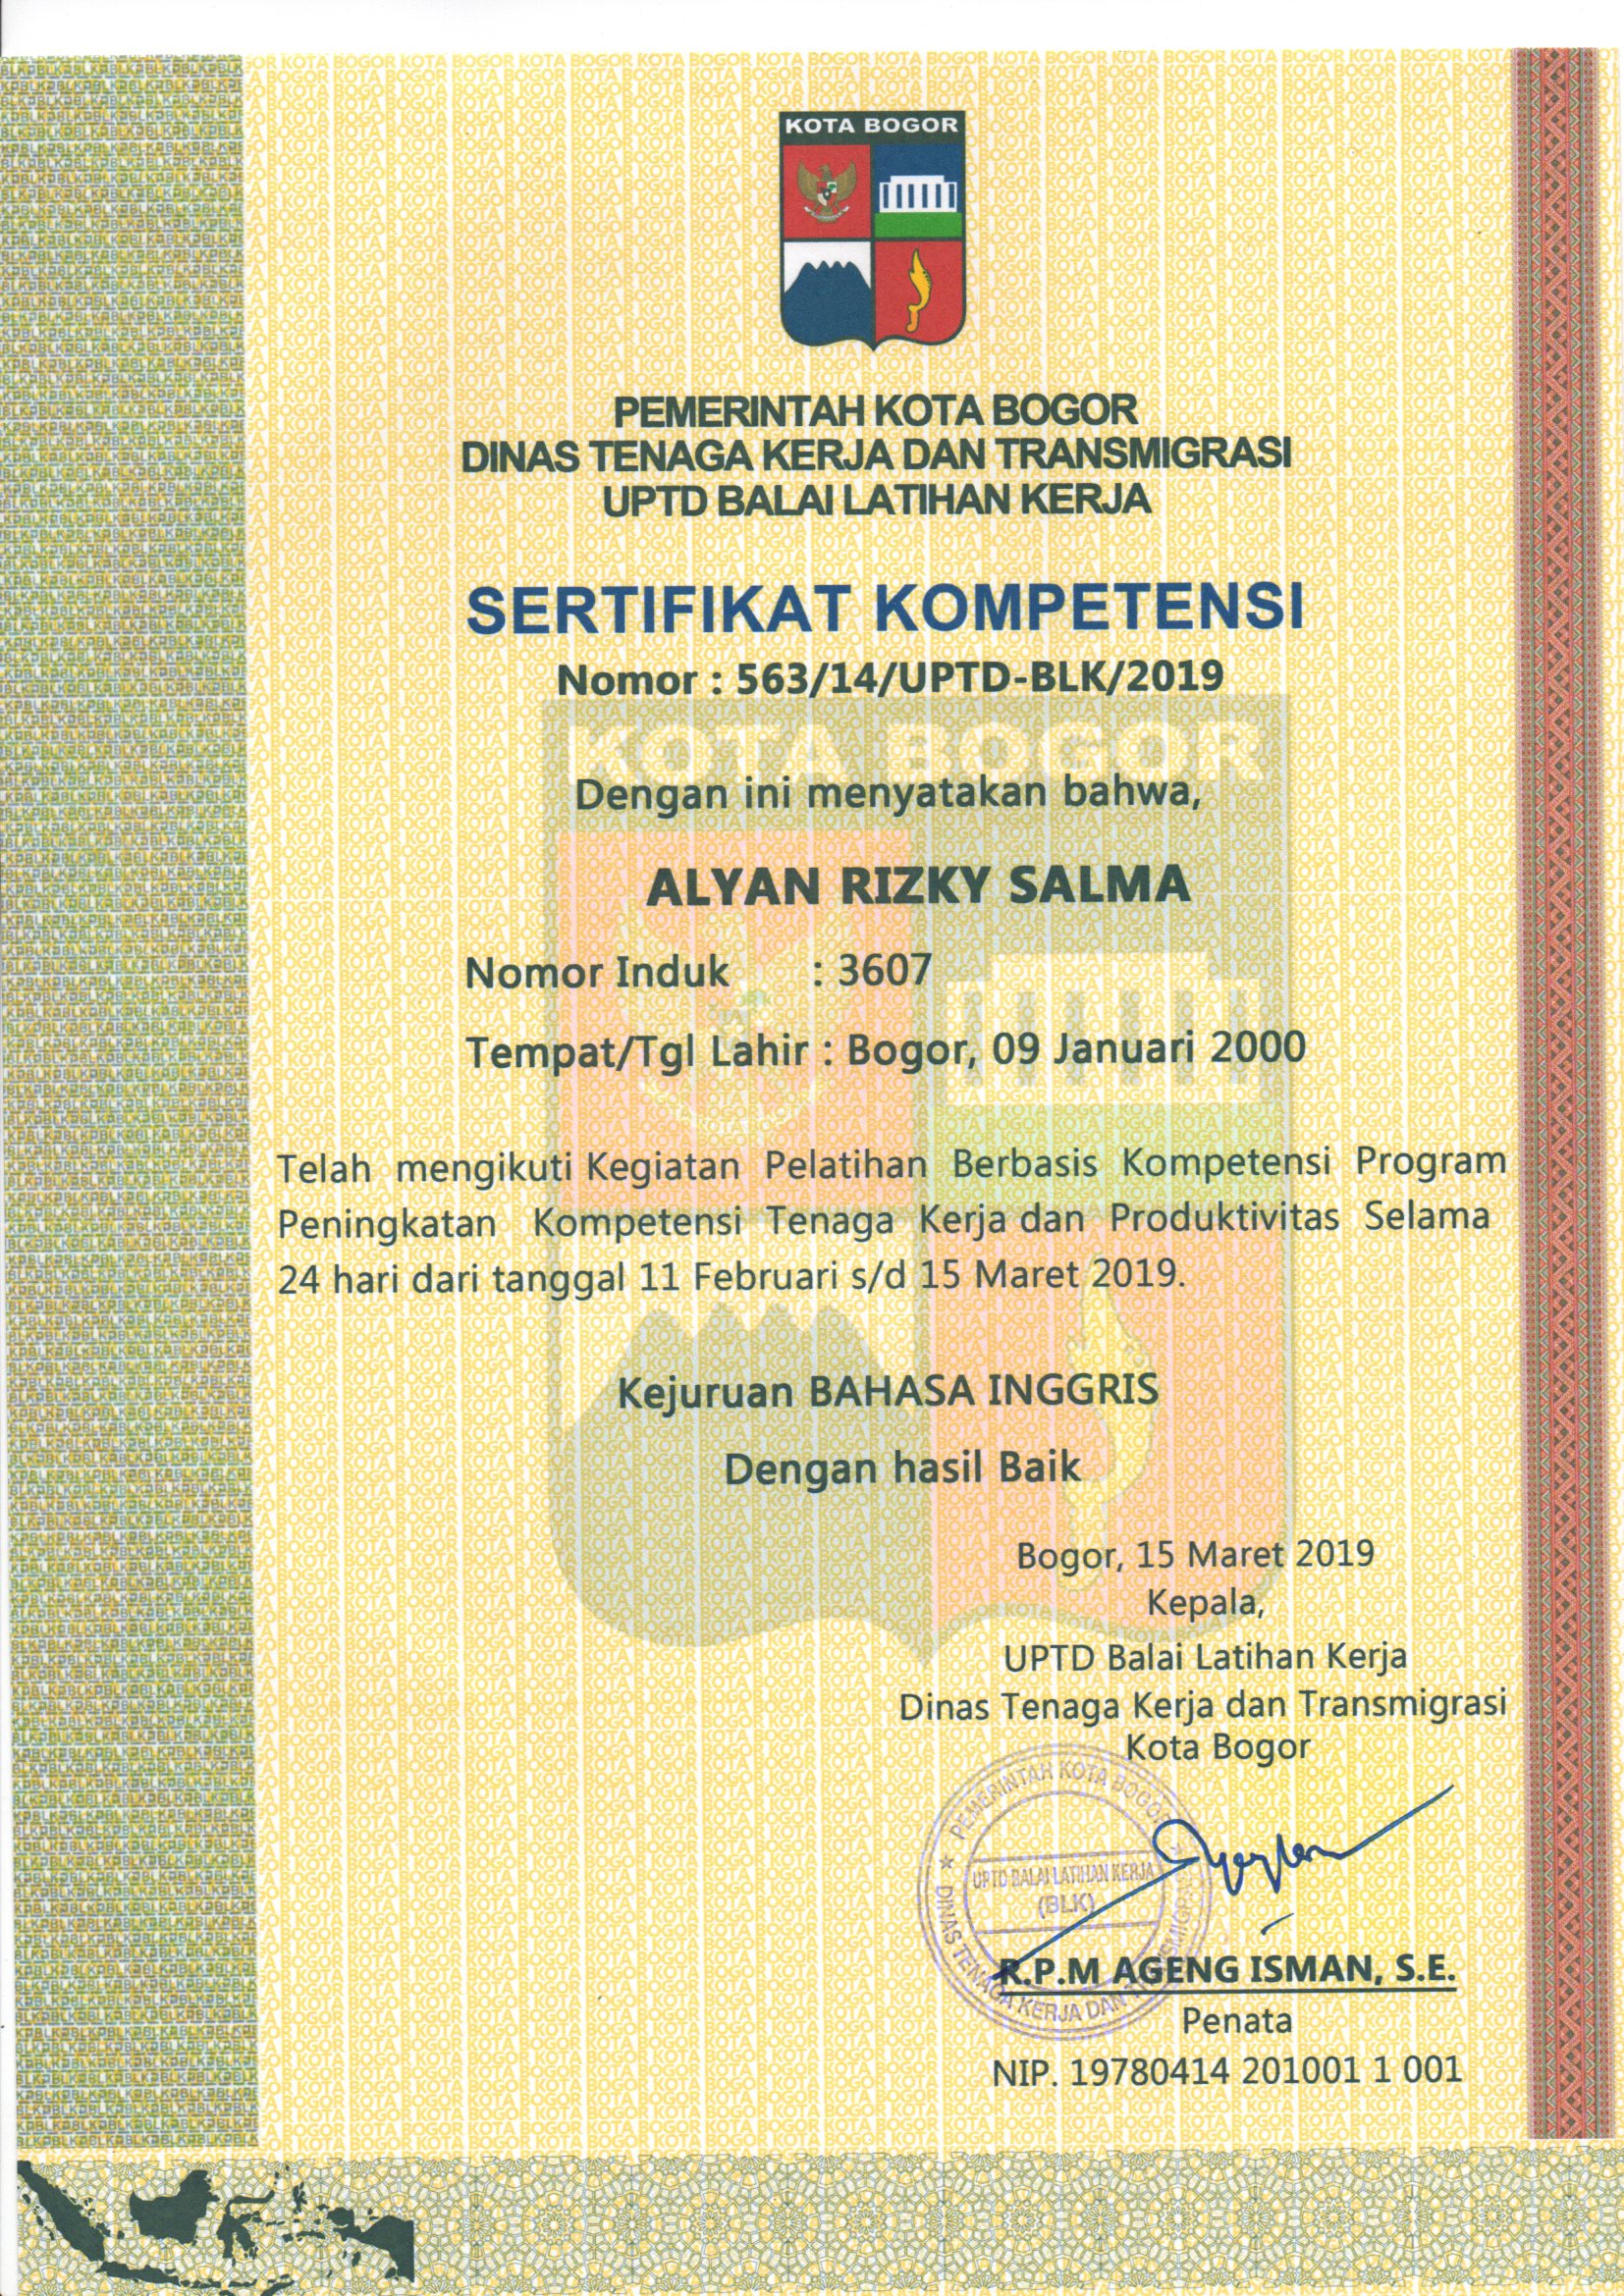 KOTA BOGOR
PEMERINTAH KOTA BOGOR
DINAS TENAGA KERJA DAN TRANSMIGRASI
UPTD BALAI LATIHAN KERJA
SERTIFIKAT KOMPETENSI
Nomor : 563/14/UPTD-BLK/2019
KOTA BOGOR
Dengan ini menyatakan bahwa,
ALYAN RIZKY SALMA
Nomor Induk : 3607
Tempat/Tgl Lahir : Bogor, 09 Januari 2000
Telah mengikuti Kegiatan Pelatihan Berbasis Kompetensi Program
Peningkatan Kompetensi Tenaga Kerja dan Produktivitas Selama
24 hari dari tanggal 11 Februari s/d 15 Maret 2019.
Kejuruan BAHASA INGGRIS
Dengan hasil Baik
Bogor, 15 Maret 2019
Kepala,
UPTD Balai Latihan Kerja
Dinas Tenaga Kerja dan Transmigrasi
Kota Bogor
PEMERINTAH KOTA BOGOR
UPTD BALAI LATIHAN KERJA
(BLK)
DINAS TENAGA KERJA DAN TRANSMIGRASI
R.P.M AGENG ISMAN, S.E.
Penata
NIP. 19780414 201001 1 001